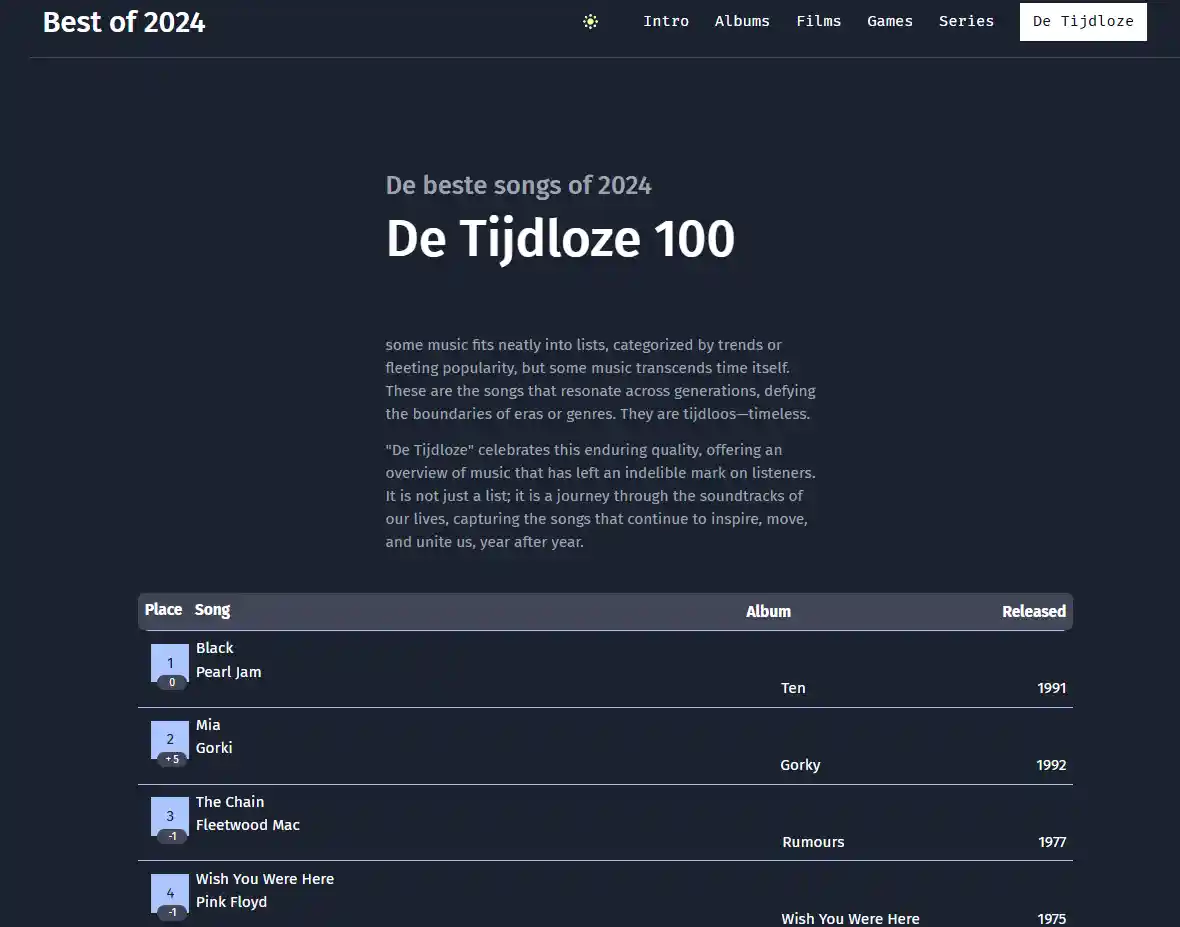 Best of 2024
Intro Albums Films Games Series De Tijdloze
De beste songs of 2024
De Tijdloze 100
some music fits neatly into lists, categorized by trends or
fleeting popularity, but some music transcends time itself.
These are the songs that resonate across generations, defying
the boundaries of eras or genres. They are tijdloos—timeless.
"De Tijdloze" celebrates this enduring quality, offering an
overview of music that has left an indelible mark on listeners.
It is not just a list; it is a journey through the soundtracks of
our lives, capturing the songs that continue to inspire, move,
and unite us, year after year.
Place Song Album Released
1
0
Black
Pearl Jam
Ten 1991
2
+5
Mia
Gorki
Gorky 1992
3
-1
The Chain
Fleetwood Mac
Rumours 1977
4
-1
Wish You Were Here
Pink Floyd
Wish You Were Here 1975